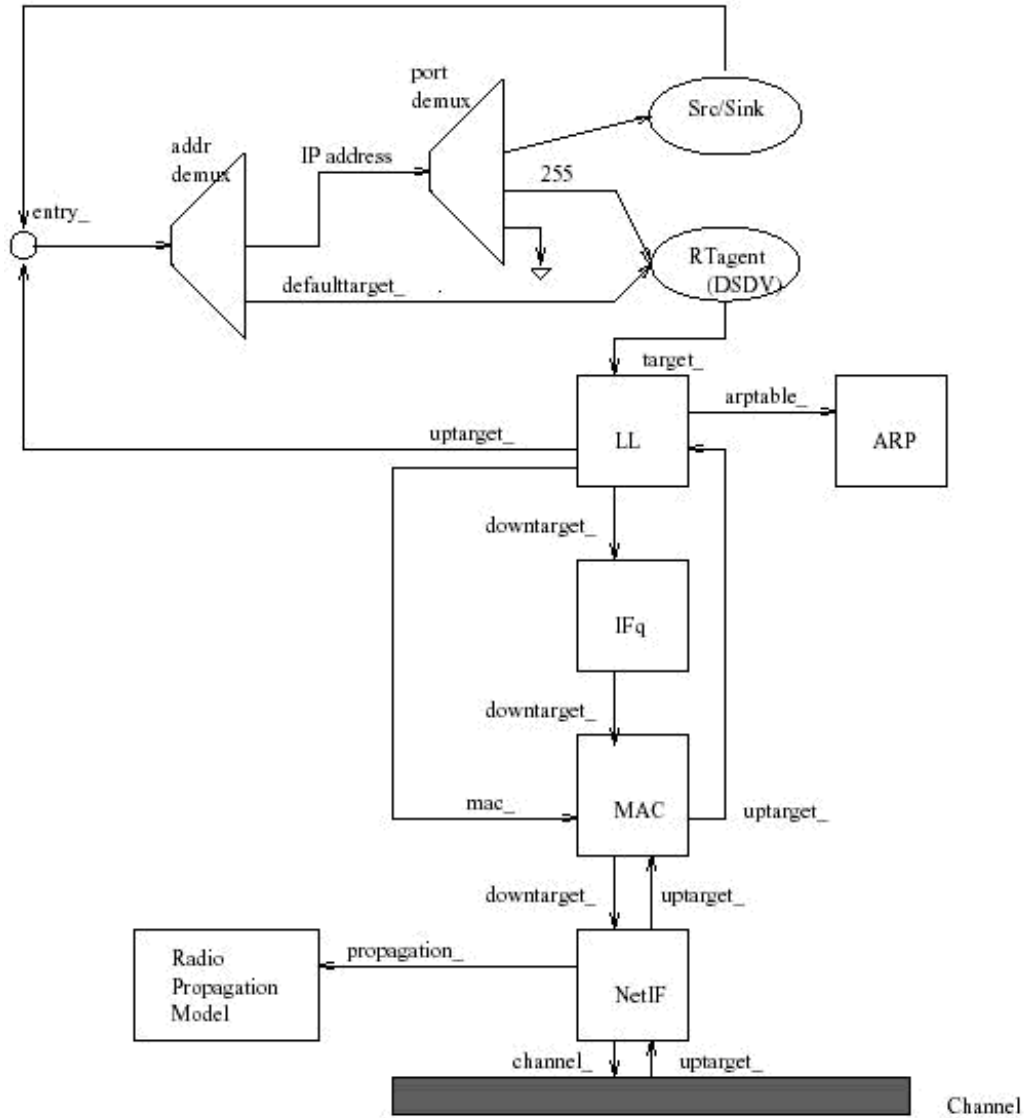 port
demux
Src/Sink
addr
demux
IP address
255
entry_
RTagent
(DSDV)
defaulttarget_
target_
arptable_
uptarget_
LL
ARP
downtarget_
IFq
downtarget_
mac_
MAC
uptarget_
downtarget_
uptarget_
propagation_
Radio
Propagation
Model
NetIF
channel_
uptarget_
Channel